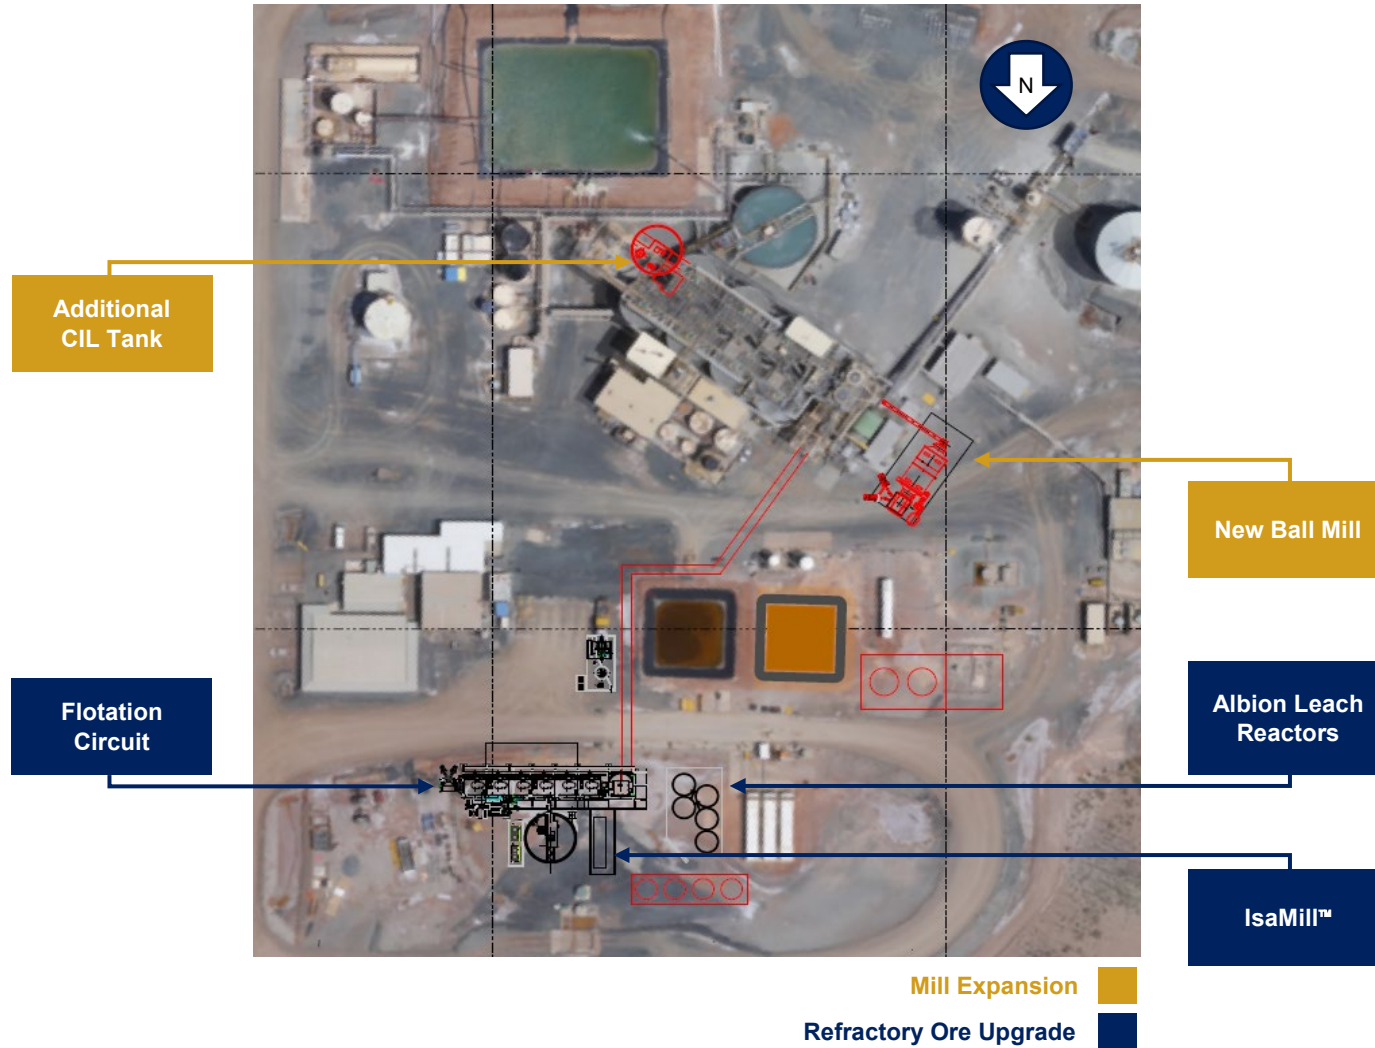 N
Additional
CIL Tank
New Ball Mill
Flotation
Circuit
Albion Leach
Reactors
IsaMill™
Mill Expansion
Refractory Ore Upgrade